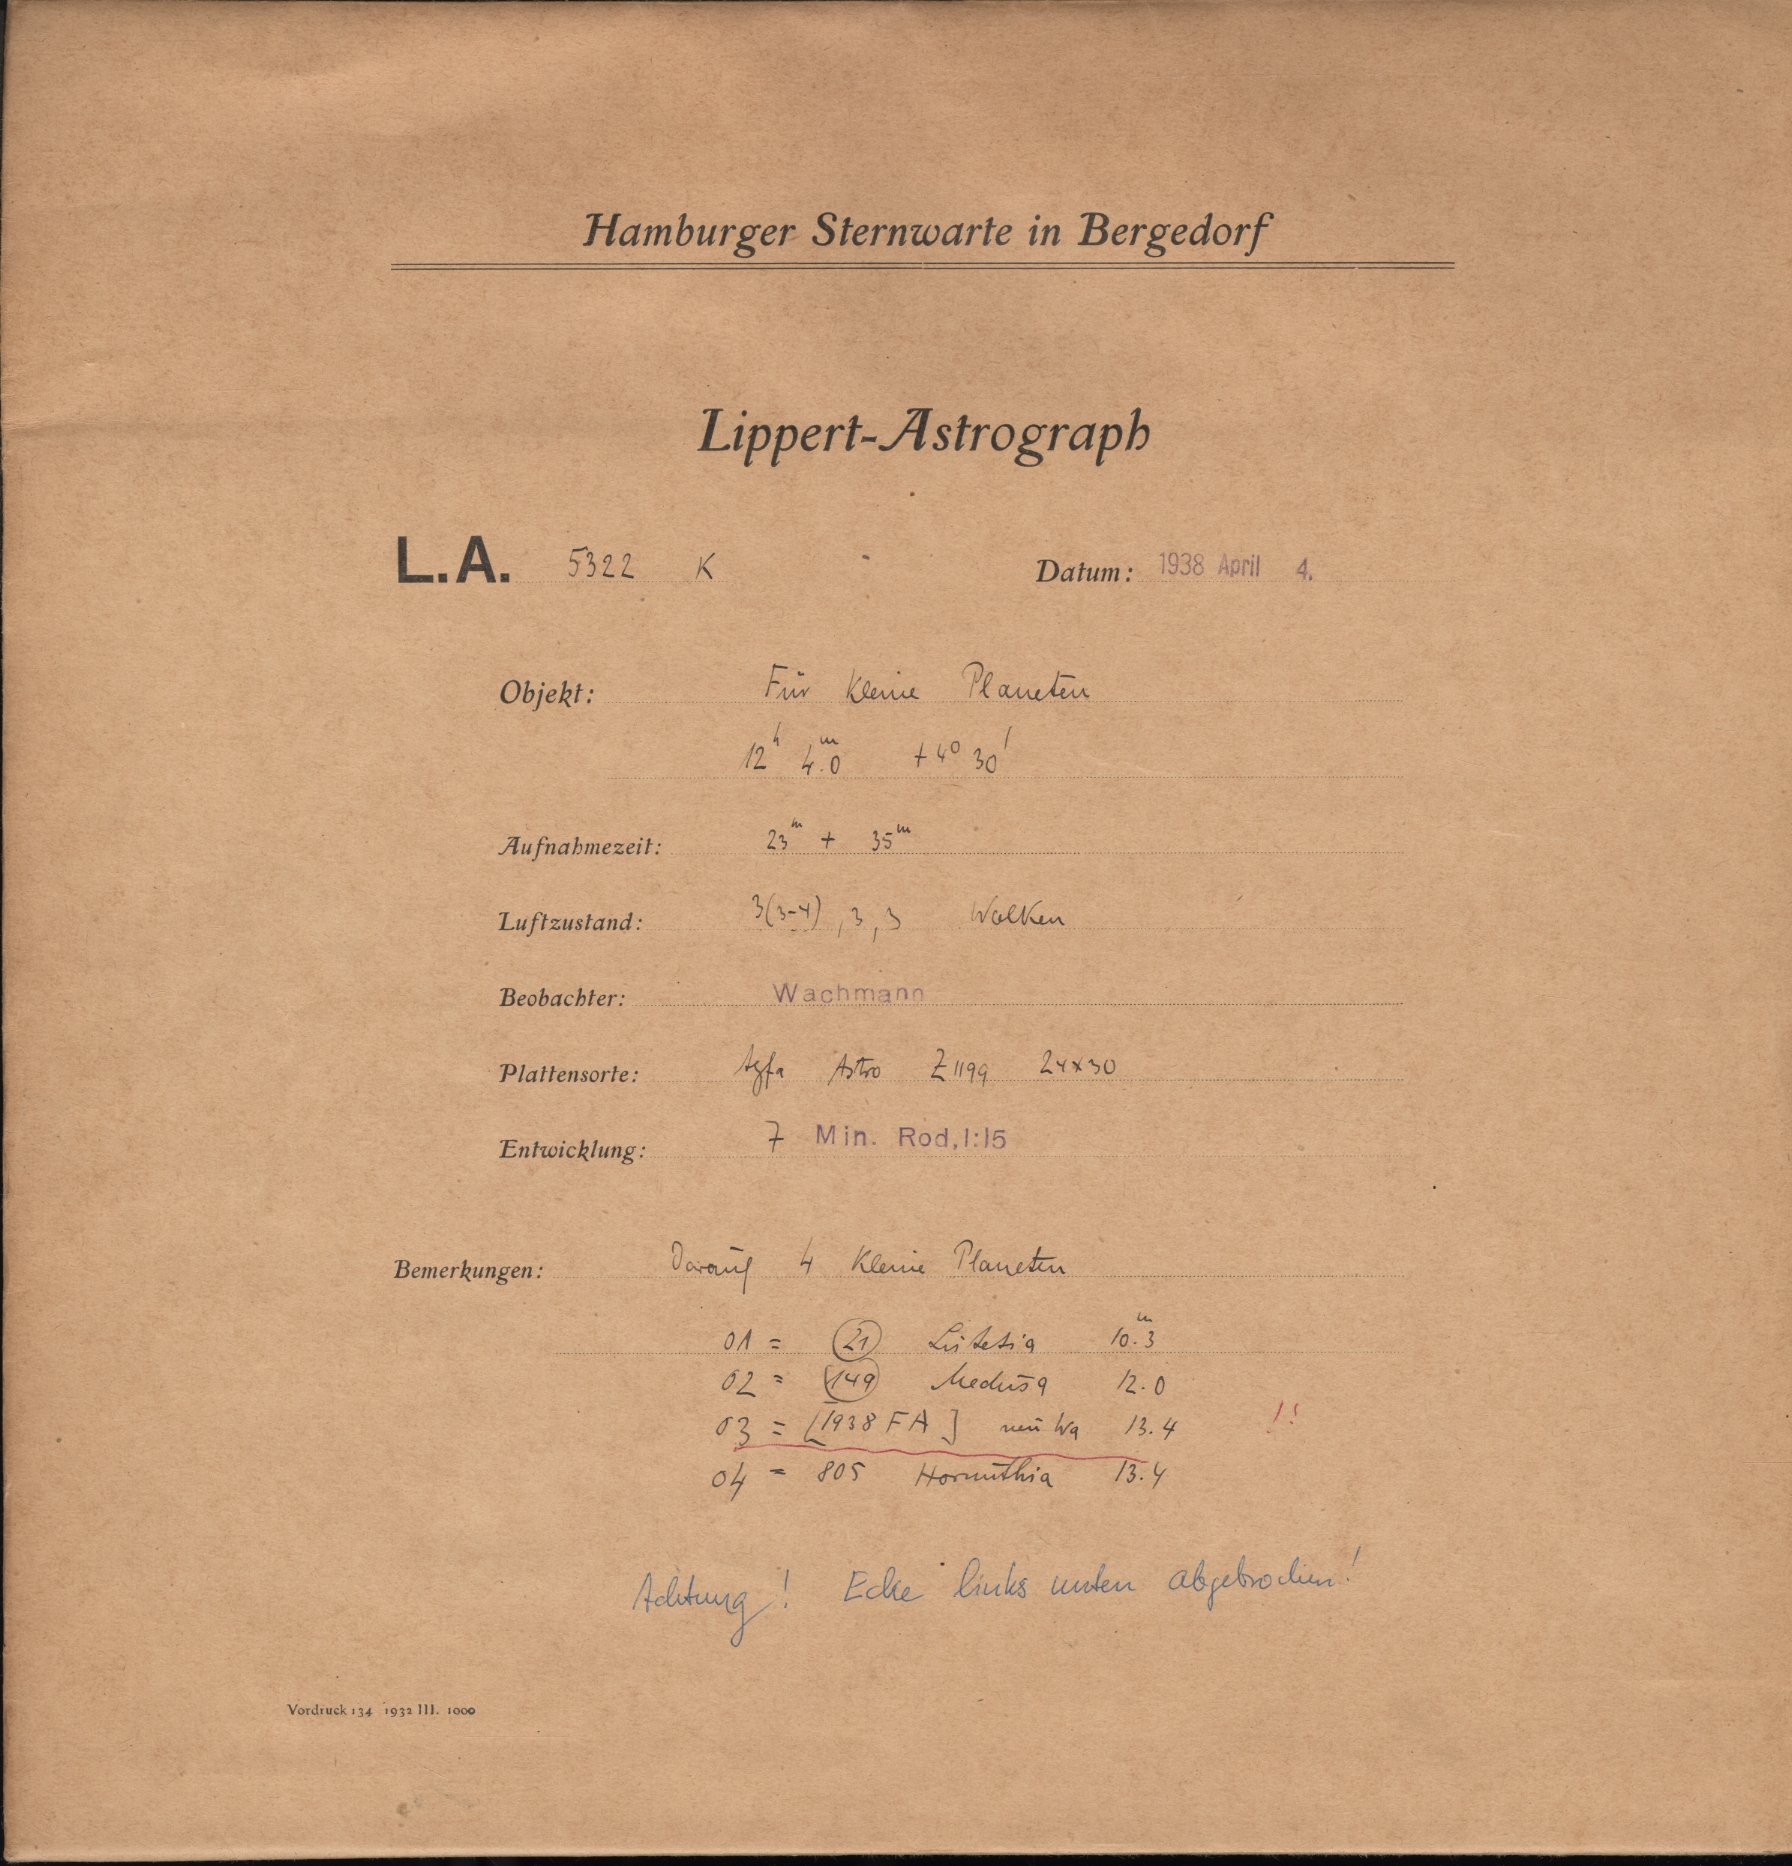 Hamburger Sternwarte in Bergedorf
Lippert-Astrograph
L.A. 5322 K Datum: 1938 April 4.
Objekt: Für kleine Planeten
12h 4m.0 +4° 30'
Aufnahmezeit: 23m + 35m
Luftzustand: 3(3-4), 3, 3 Wolken
Beobachter: Wachmann
Plattensorte: Agfa Astro Z1199 24x30
Entwicklung: 7 Min. Rod, 1:15
Bemerkungen: Darauf 4 kleine Planeten
01 = 21 Lutetia 10m.3
02 = 149 Medusa 12.0
03 = [1938 FA] neu Wa 13.4 !!
04 = 805 Hormuthia 13.4
Achtung! Ecke links unten abgebrochen!
Vordruck 134 1932 III. 1000